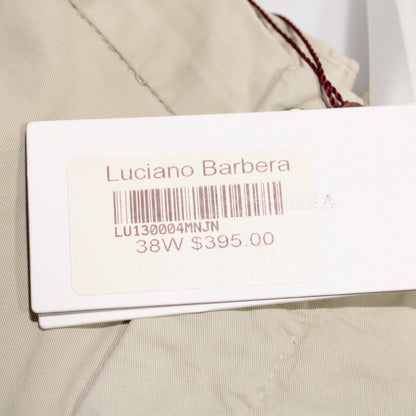 Luciano Barbera
LU130004MNJN
38W $395.00